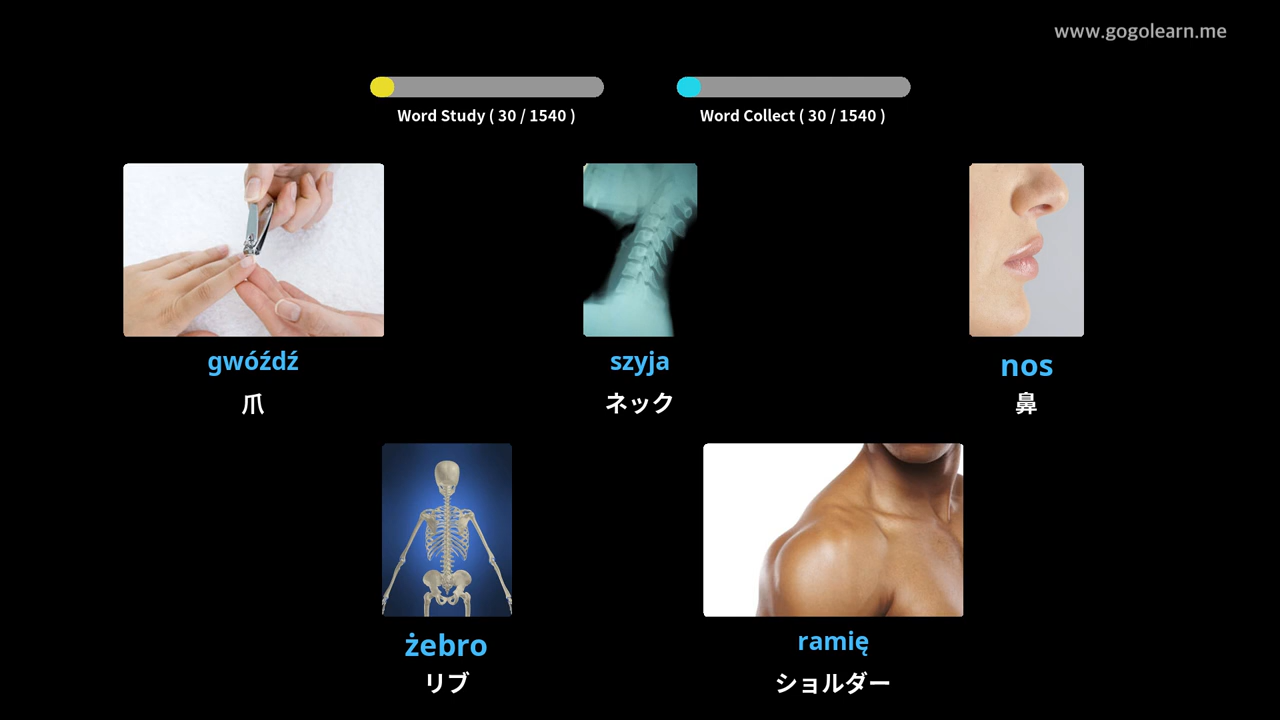 www.gogolearn.me
Word Study ( 30 / 1540 )
Word Collect ( 30 / 1540 )
gwóźdź
爪
szyja
ネック
nos
鼻
żebro
リブ
ramię
ショルダー